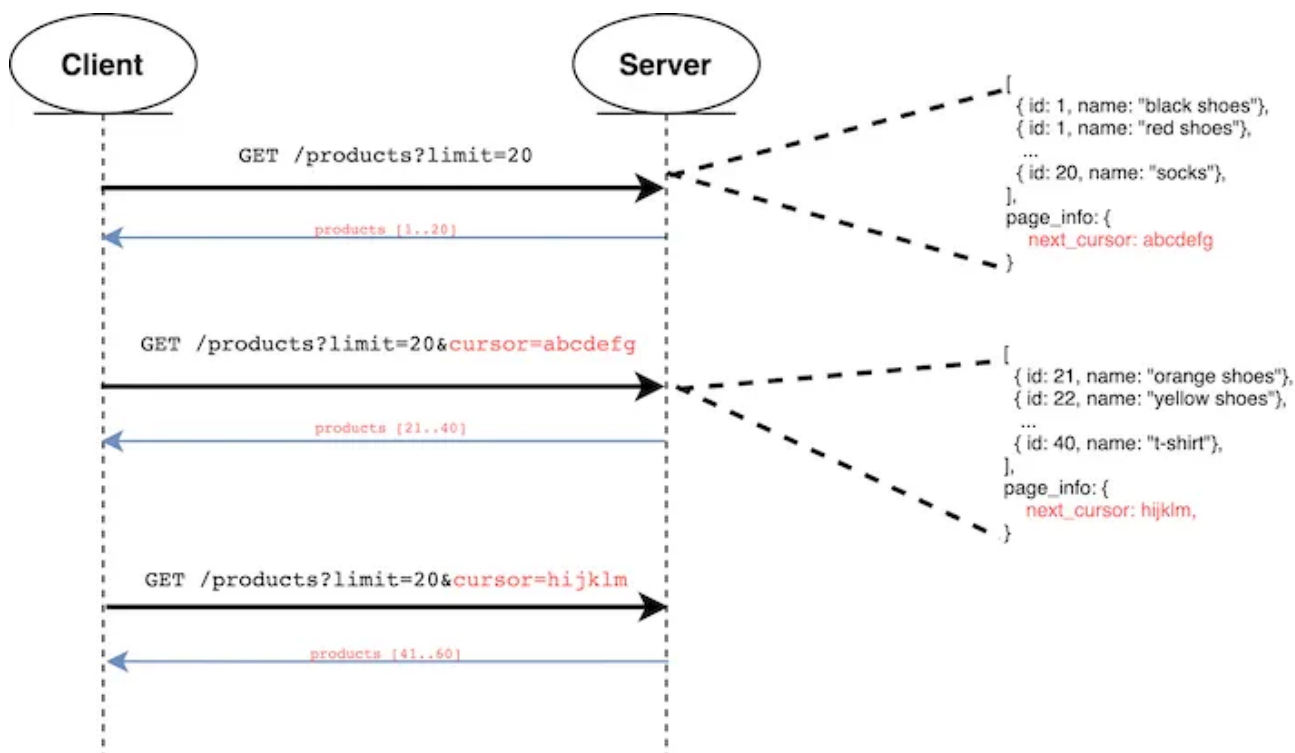 Client
Server
GET /products?limit=20
products [1..20]
[
{ id: 1, name: "black shoes"},
{ id: 1, name: "red shoes"},
...
{ id: 20, name: "socks"},
],
page_info: {
next_cursor: abcdefg
}
GET /products?limit=20&cursor=abcdefg
products [21..40]
[
{ id: 21, name: "orange shoes"},
{ id: 22, name: "yellow shoes"},
...
{ id: 40, name: "t-shirt"},
],
page_info: {
next_cursor: hijklm,
}
GET /products?limit=20&cursor=hijklm
products [41..60]